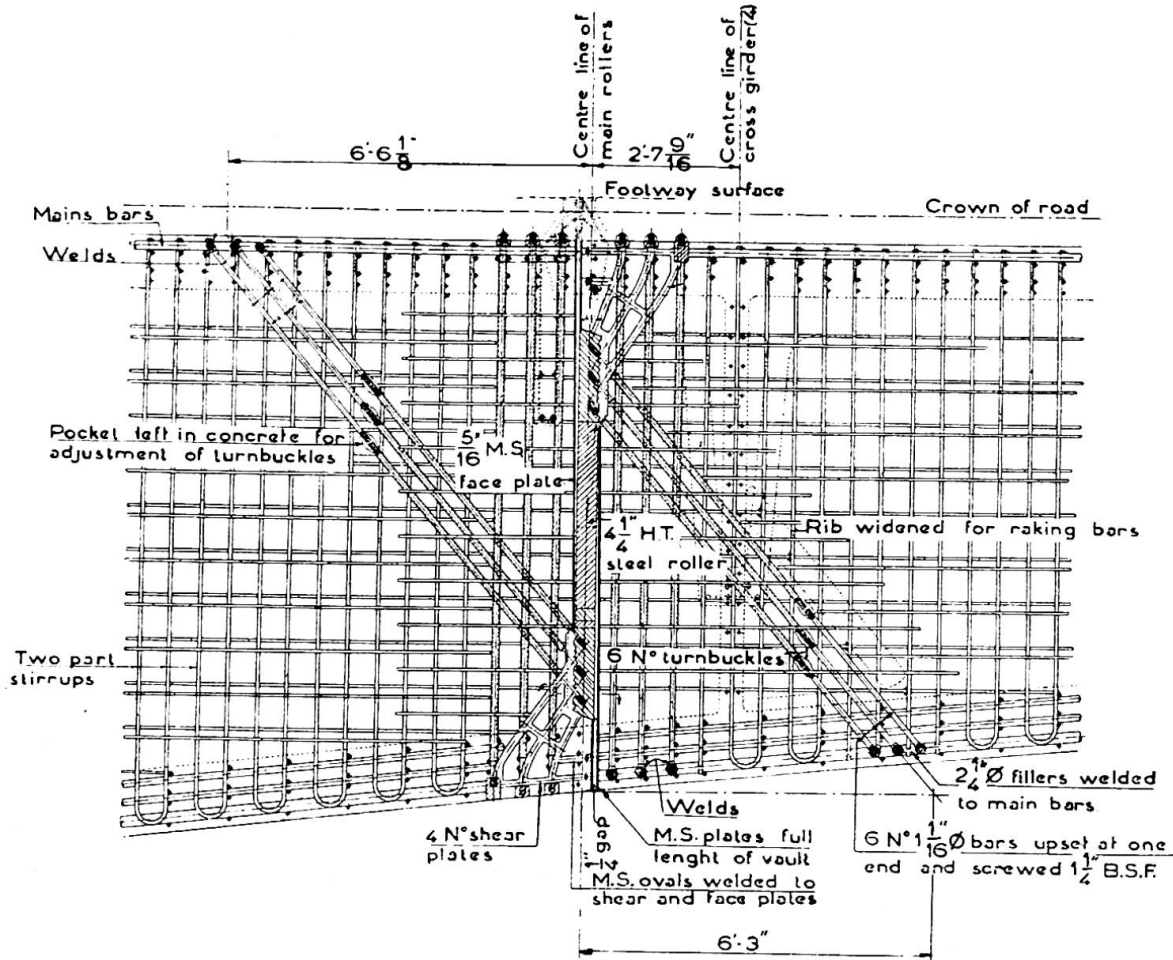 Centre line of
main rollers
Centre line of
cross girder(2)
6'-6 1/8"
2'-7 9/16"
Footway surface
Crown of road
Mains bars
Welds
Pocket left in concrete for
adjustment of turnbuckles
5/16" M.S.
face plate
4 1/4" H.T.
steel roller
Rib widened for raking bars
Two part
stirrups
6 N° turnbuckles
2 1/4" Ø fillers welded
to main bars
Welds
4 N° shear
plates
1/4" gap
M.S. plates full
lenght of vault
M.S. ovals welded to
shear and face plates
6 N° 1 1/16" Ø bars upset at one
end and screwed 1 1/4" B.S.F.
6'-3"